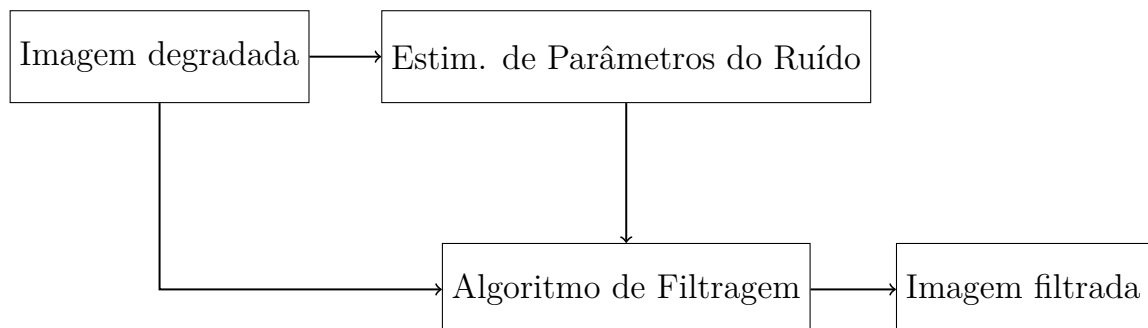 Imagem degradada
Estim. de Parâmetros do Ruído
Algoritmo de Filtragem
Imagem filtrada